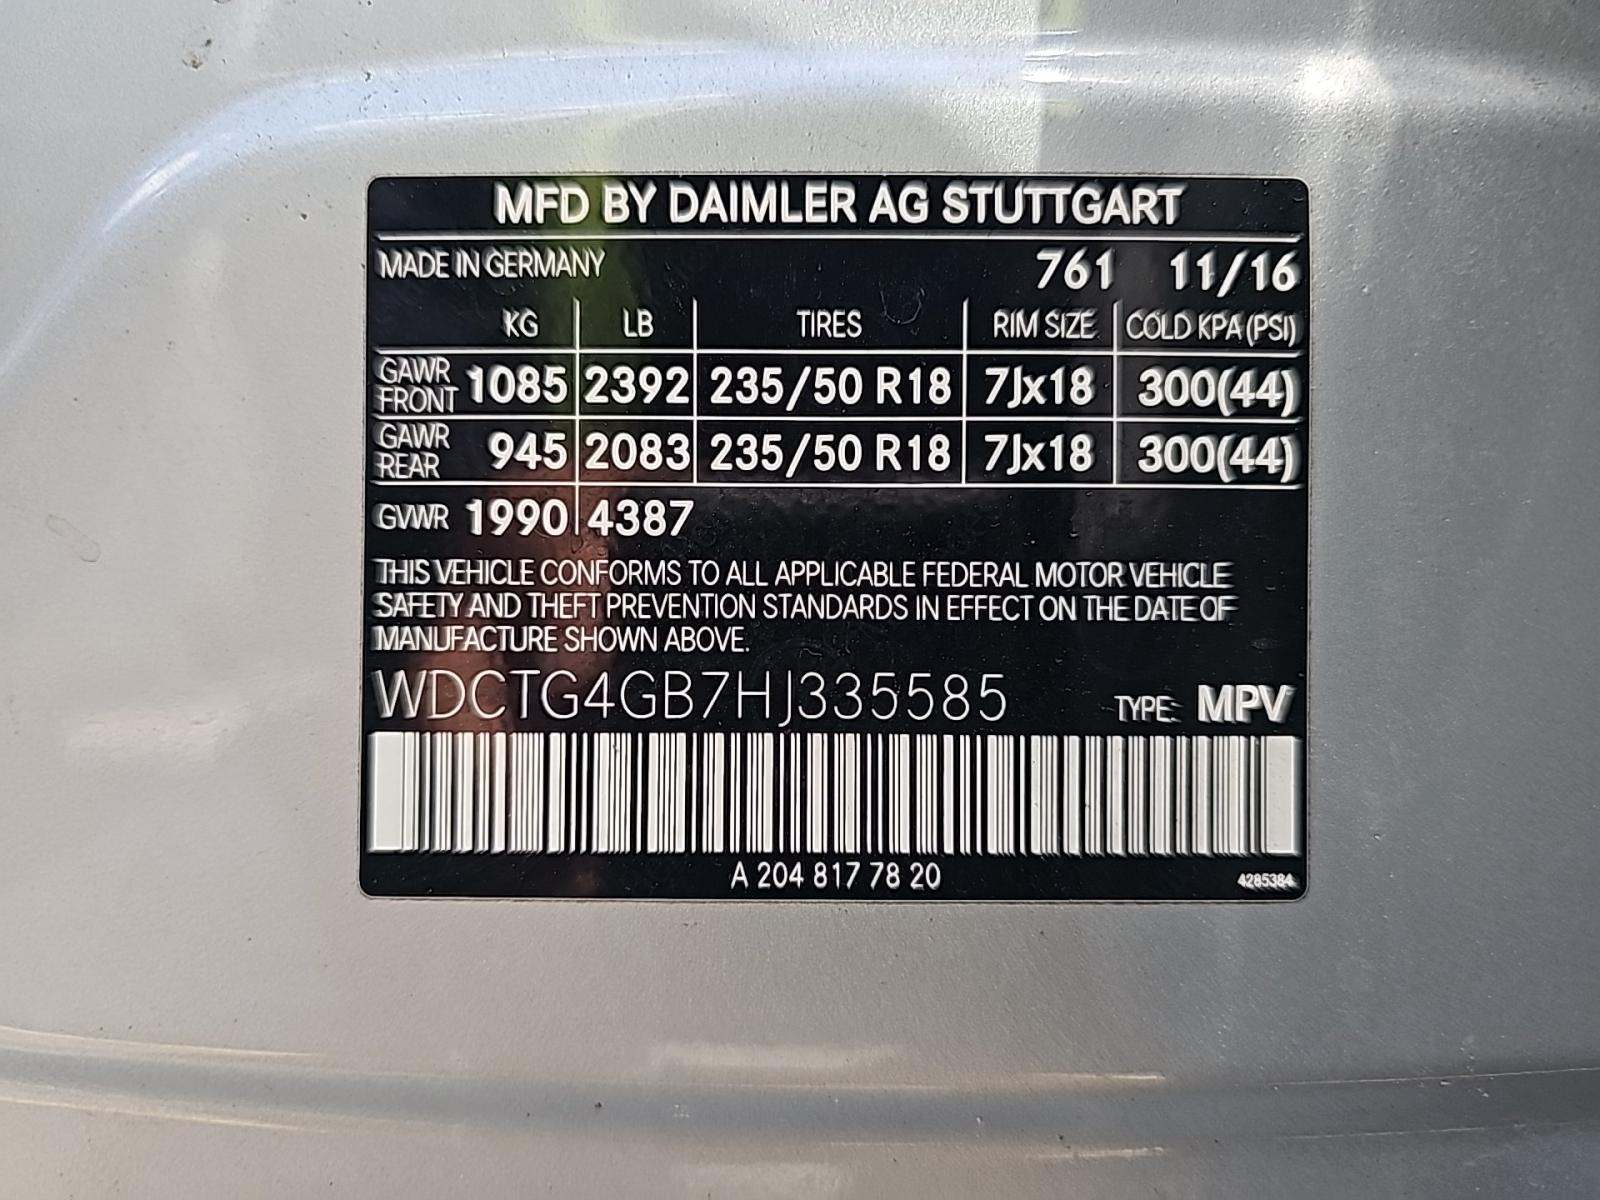 MFD BY DAIMLER AG STUTTGART
MADE IN GERMANY 761 11/16
KG LB TIRES RIM SIZE COLD KPA (PSI)
GAWR FRONT 1085 2392 235/50 R18 7Jx18 300(44)
GAWR REAR 945 2083 235/50 R18 7Jx18 300(44)
GVWR 1990 4387
THIS VEHICLE CONFORMS TO ALL APPLICABLE FEDERAL MOTOR VEHICLE
SAFETY AND THEFT PREVENTION STANDARDS IN EFFECT ON THE DATE OF
MANUFACTURE SHOWN ABOVE.
WDCTG4GB7HJ335585 TYPE: MPV
A 204 817 78 20 4285384